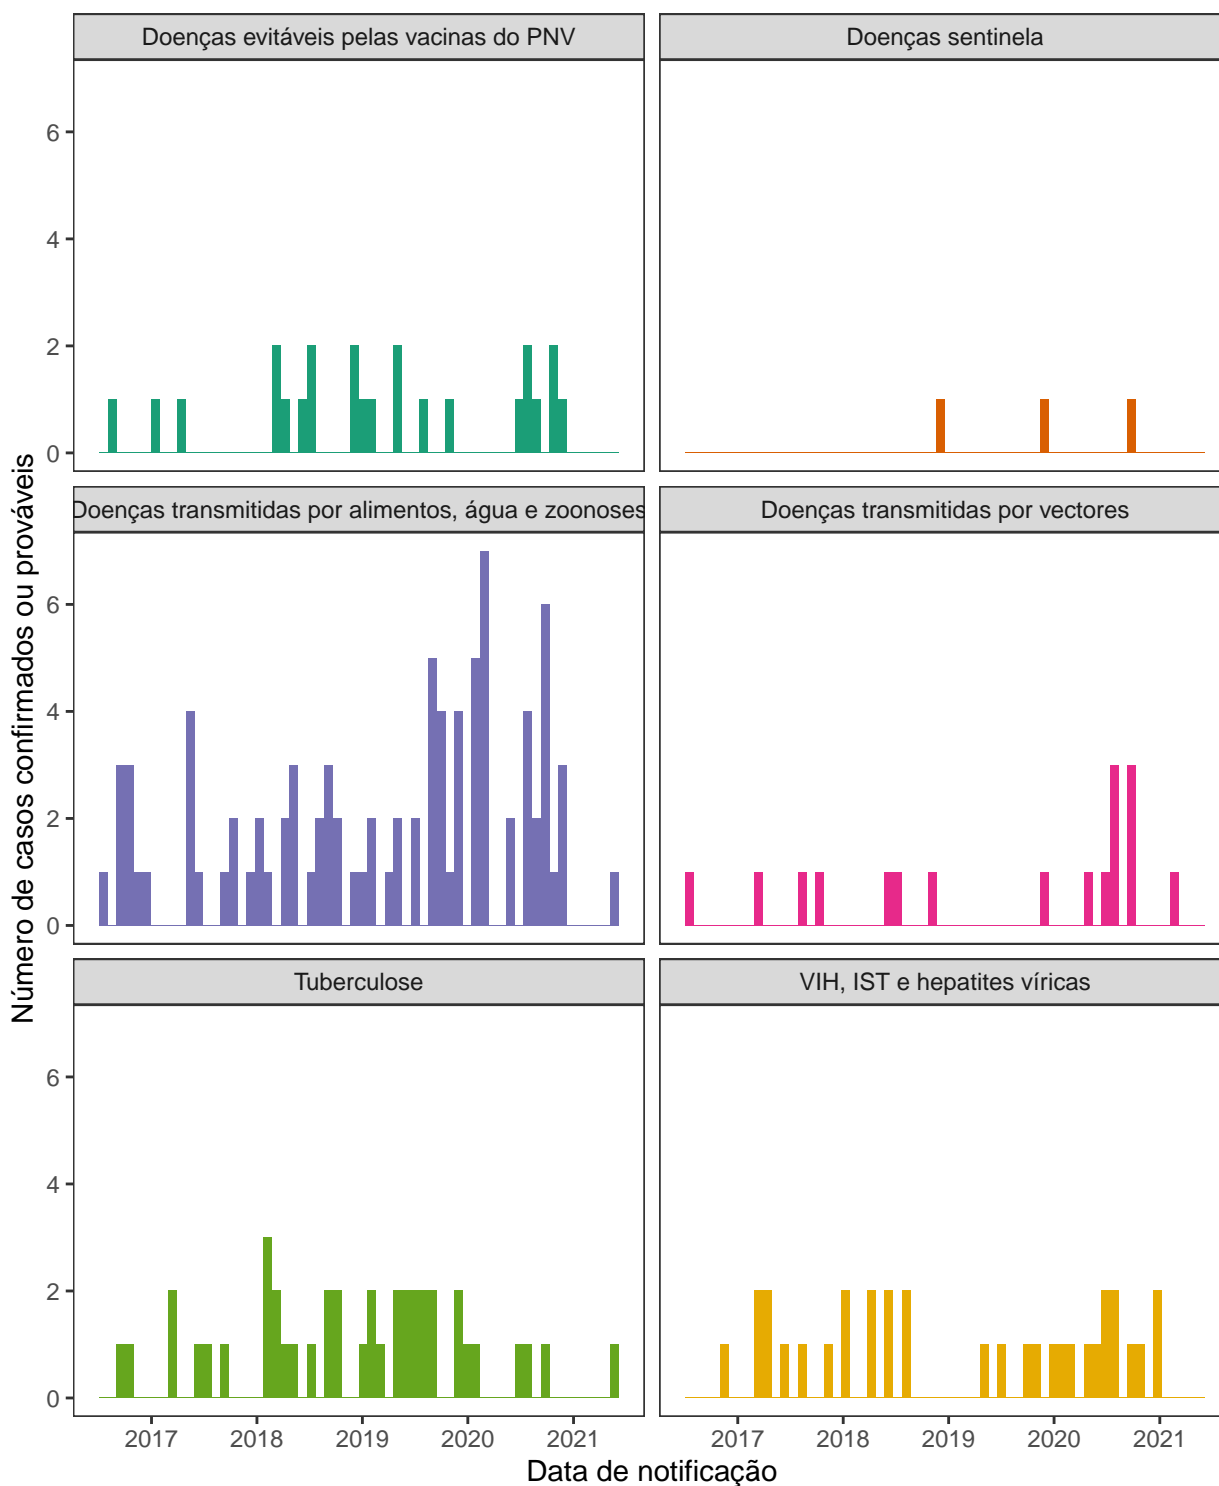 Doenças evitáveis pelas vacinas do PNV
Doenças sentinela
6
4
2
0
Doenças transmitidas por alimentos, água e zoonoses
Doenças transmitidas por vectores
6
4
2
0
Tuberculose
VIH, IST e hepatites víricas
6
4
2
0
2017 2018 2019 2020 2021
2017 2018 2019 2020 2021
Data de notificação
Número de casos confirmados ou prováveis